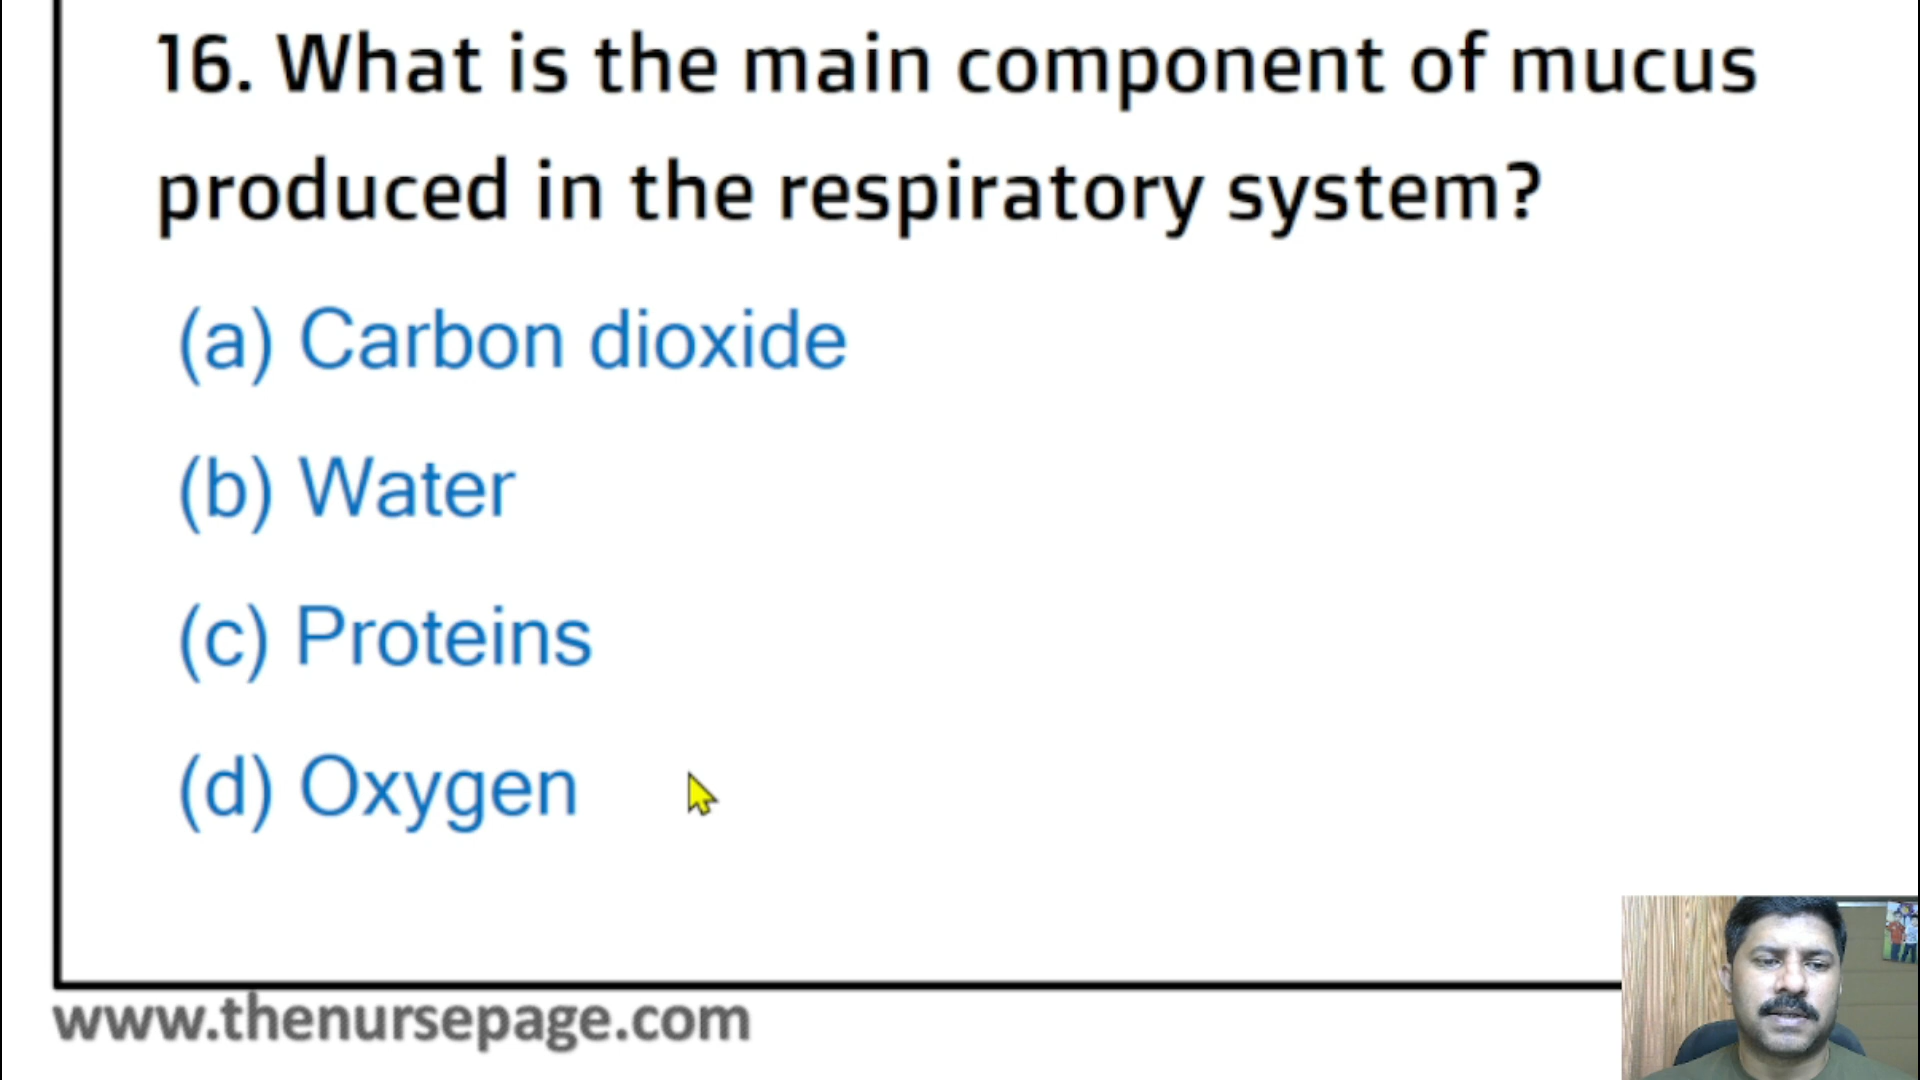 16. What is the main component of mucus
produced in the respiratory system?
(a) Carbon dioxide
(b) Water
(c) Proteins
(d) Oxygen
www.thenursepage.com